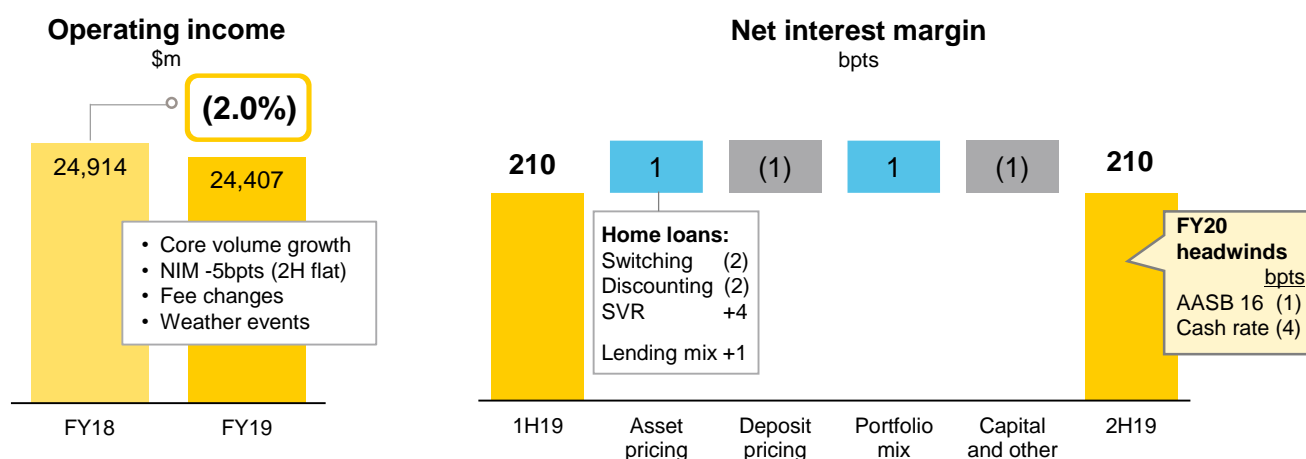 Operating income
$m
(2.0%)
24,914
24,407
• Core volume growth
• NIM -5bpts (2H flat)
• Fee changes
• Weather events
FY18
FY19
Net interest margin
bpts
210
1
(1)
1
(1)
210
Home loans:
Switching (2)
Discounting (2)
SVR +4
Lending mix +1
FY20
headwinds
bpts
AASB 16 (1)
Cash rate (4)
1H19
Asset
pricing
Deposit
pricing
Portfolio
mix
Capital
and other
2H19